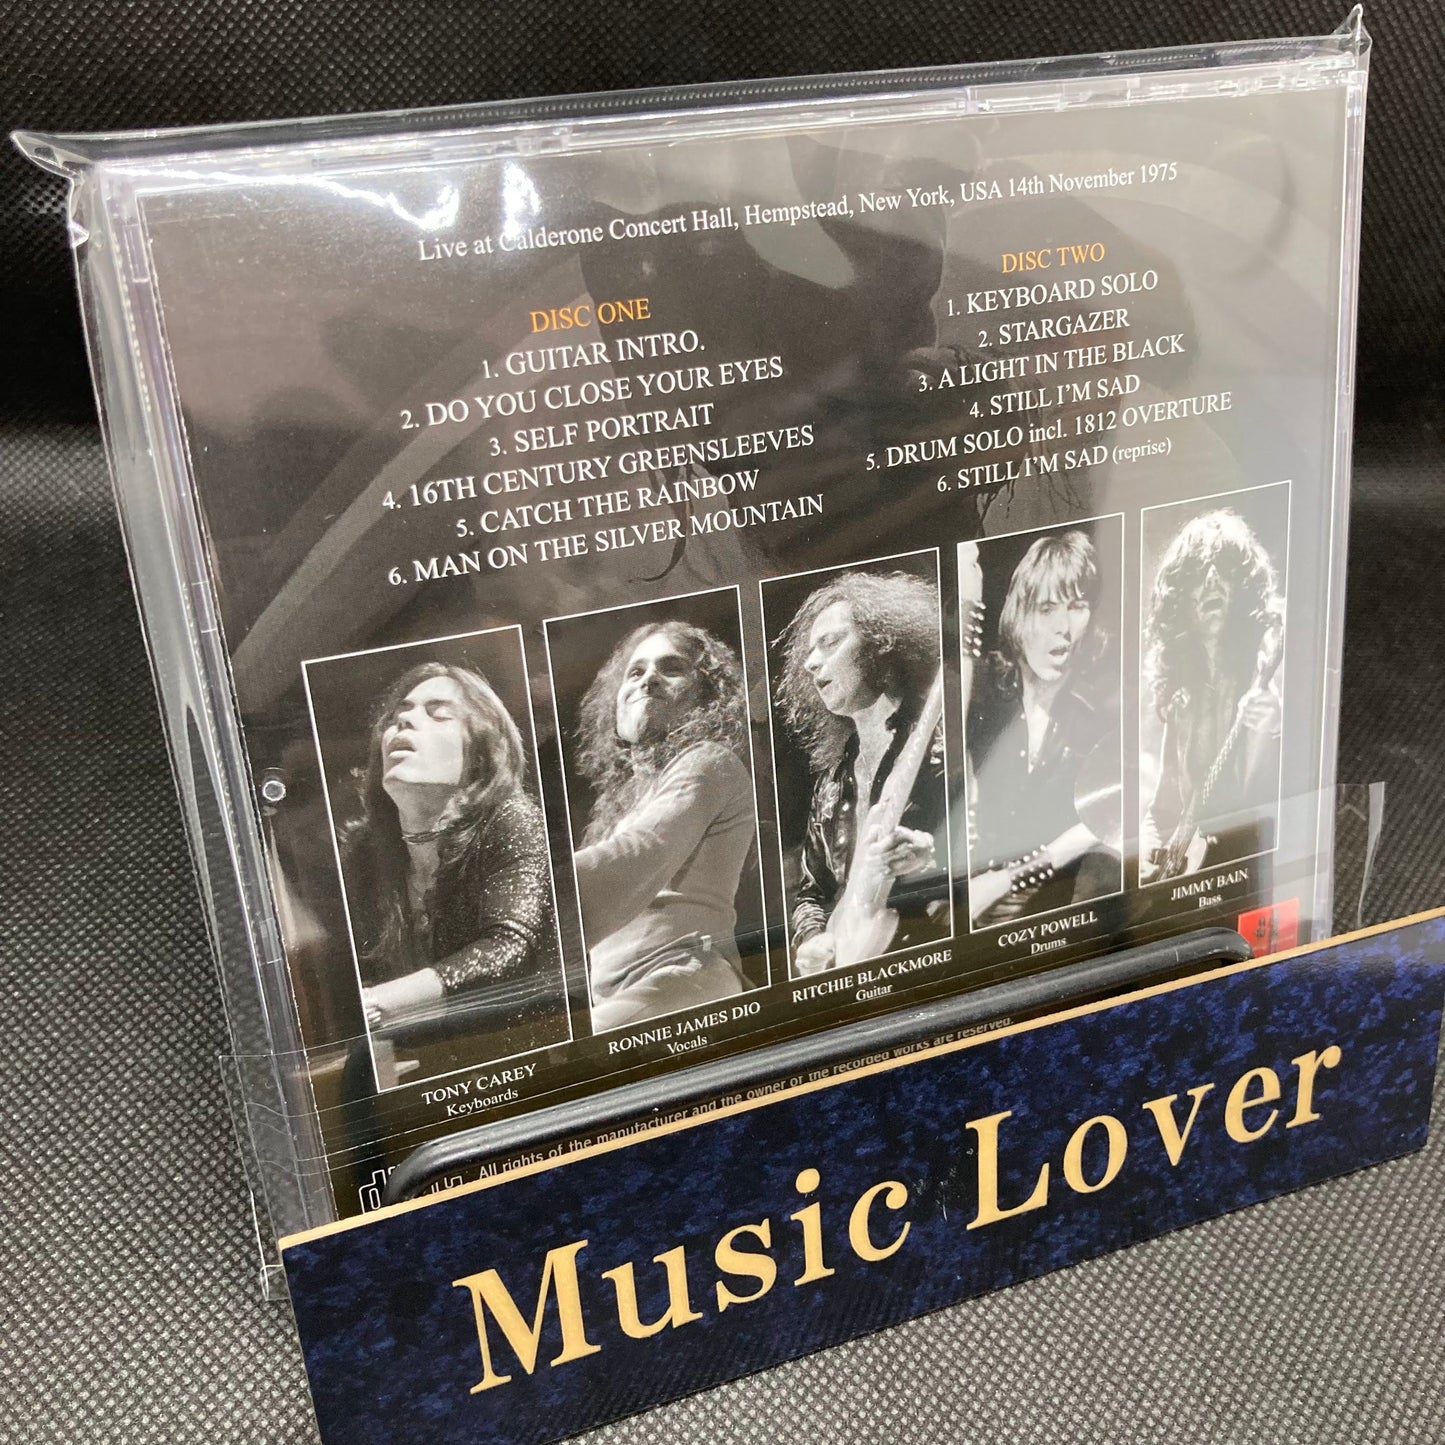 Live at Calderone Concert Hall, Hempstead, New York, USA 14th November 1975
DISC ONE
1. GUITAR INTRO.
2. DO YOU CLOSE YOUR EYES
3. SELF PORTRAIT
4. 16TH CENTURY GREENSLEEVES
5. CATCH THE RAINBOW
6. MAN ON THE SILVER MOUNTAIN
DISC TWO
1. KEYBOARD SOLO
2. STARGAZER
3. A LIGHT IN THE BLACK
4. STILL I'M SAD
5. DRUM SOLO incl. 1812 OVERTURE
6. STILL I'M SAD (reprise)
TONY CAREY
Keyboards
RONNIE JAMES DIO
Vocals
RITCHIE BLACKMORE
Guitar
COZY POWELL
Drums
JIMMY BAIN
Bass
All rights of the manufacturer and the owner of the recorded works are reserved.
Music Lover